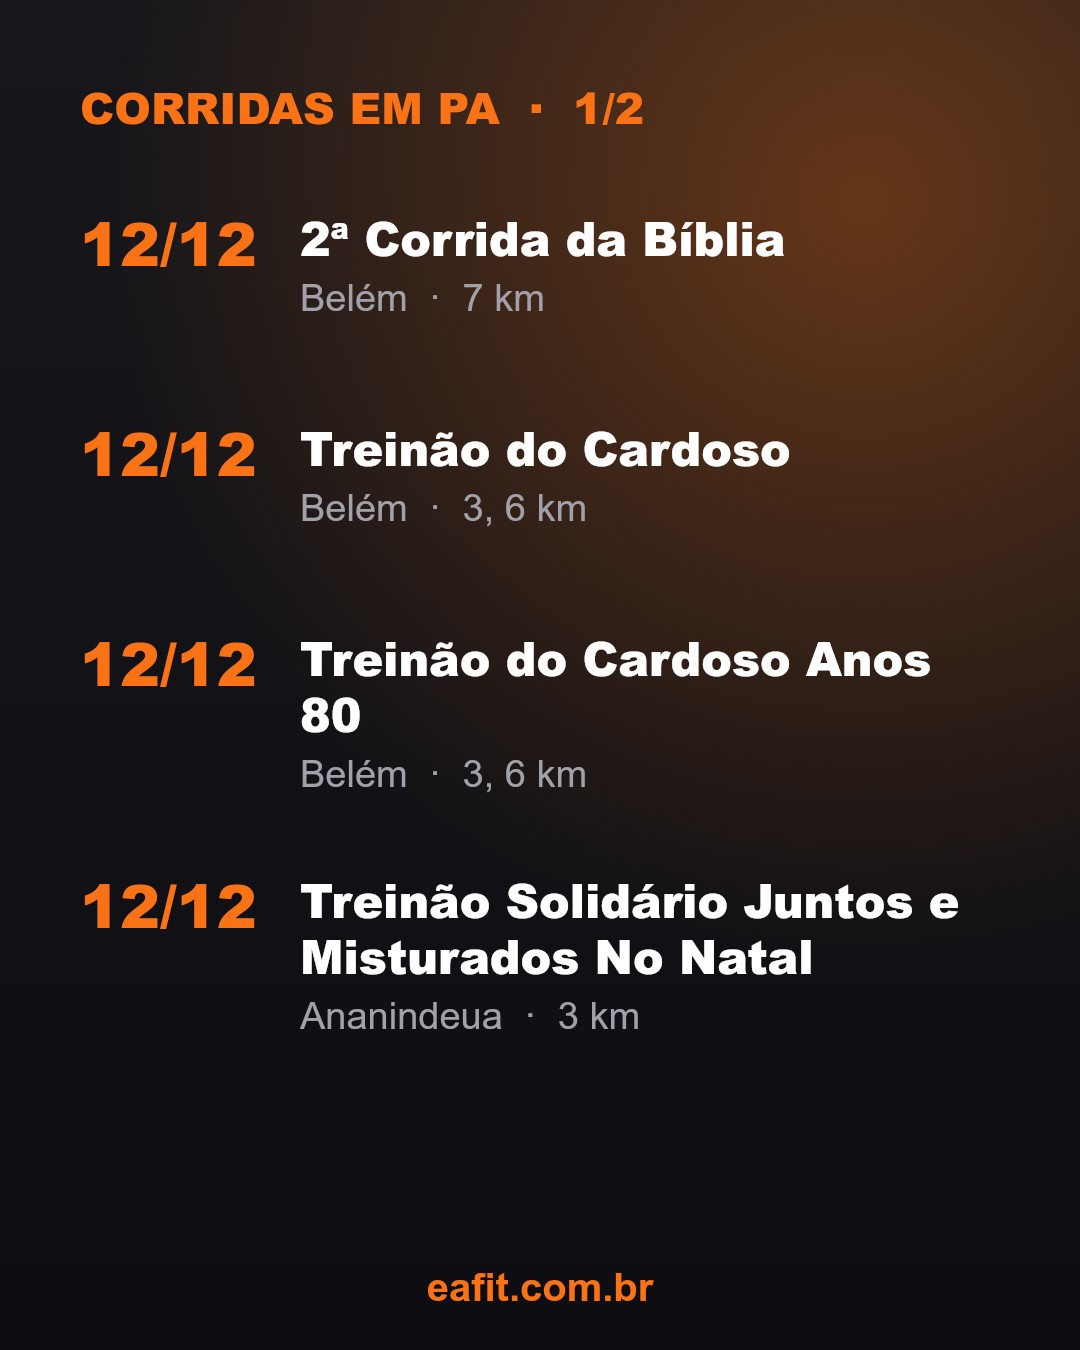 CORRIDAS EM PA · 1/2
12/12 2ª Corrida da Bíblia
Belém · 7 km
12/12 Treinão do Cardoso
Belém · 3, 6 km
12/12 Treinão do Cardoso Anos
80
Belém · 3, 6 km
12/12 Treinão Solidário Juntos e
Misturados No Natal
Ananindeua · 3 km
eafit.com.br